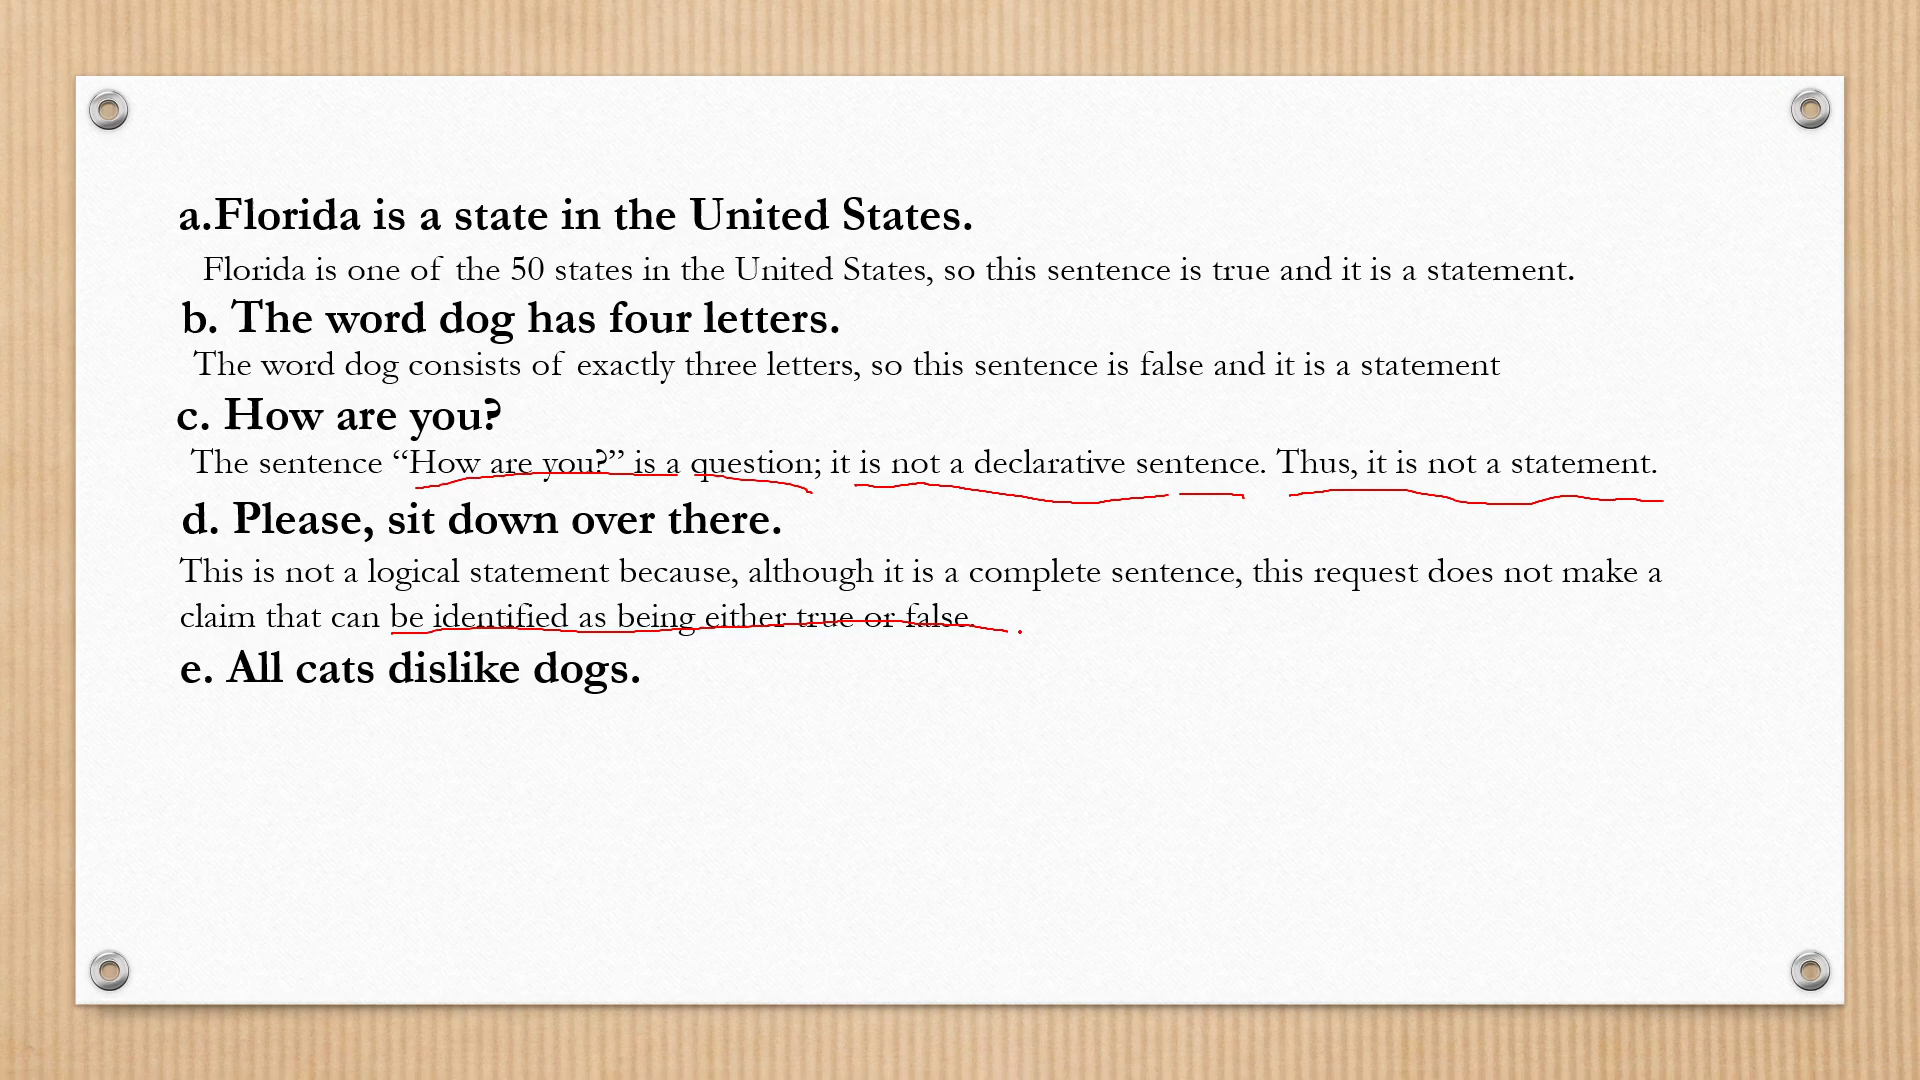 a.Florida is a state in the United States.
Florida is one of the 50 states in the United States, so this sentence is true and it is a statement.
b. The word dog has four letters.
The word dog consists of exactly three letters, so this sentence is false and it is a statement
c. How are you?
The sentence “How are you?” is a question; it is not a declarative sentence. Thus, it is not a statement.
d. Please, sit down over there.
This is not a logical statement because, although it is a complete sentence, this request does not make a
claim that can be identified as being either true or false.
e. All cats dislike dogs.